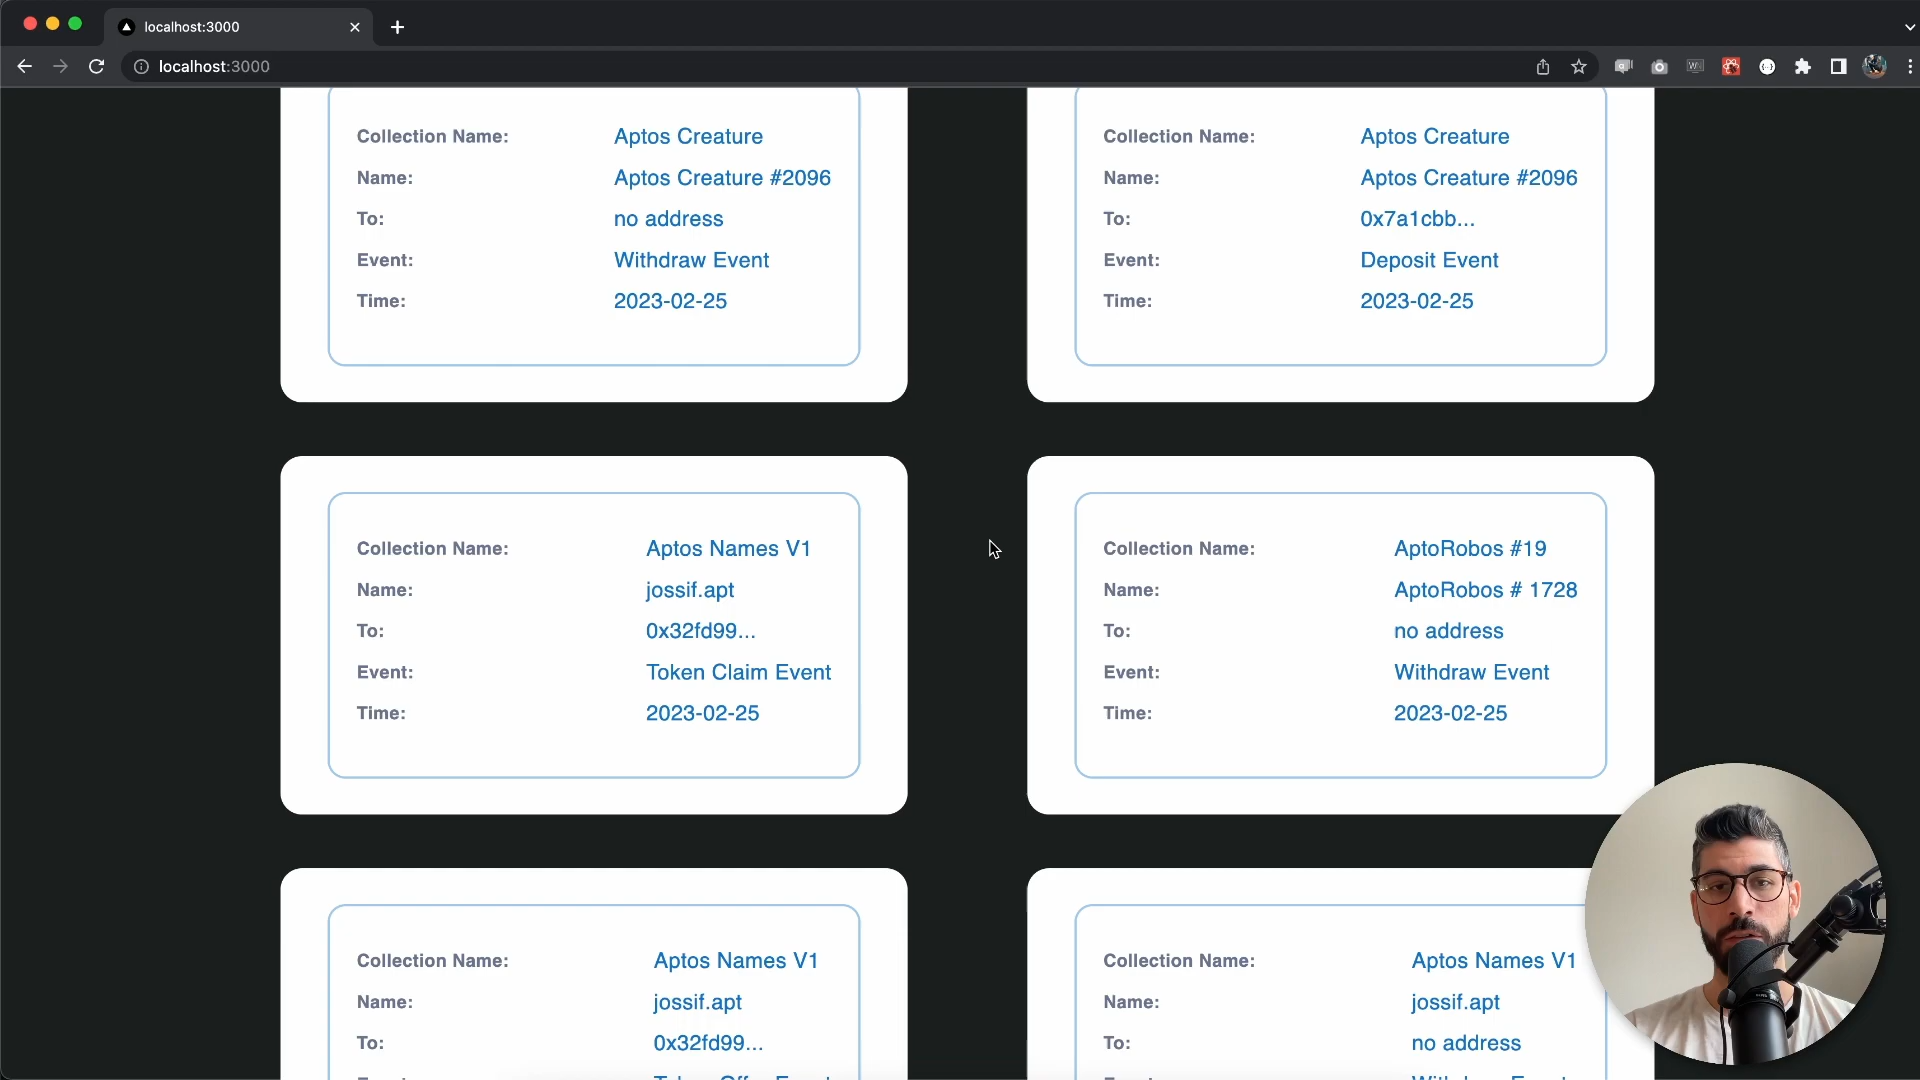 localhost:3000
localhost:3000
Collection Name: Aptos Creature
Name: Aptos Creature #2096
To: no address
Event: Withdraw Event
Time: 2023-02-25
Collection Name: Aptos Creature
Name: Aptos Creature #2096
To: 0x7a1cbb...
Event: Deposit Event
Time: 2023-02-25
Collection Name: Aptos Names V1
Name: jossif.apt
To: 0x32fd99...
Event: Token Claim Event
Time: 2023-02-25
Collection Name: AptoRobos #19
Name: AptoRobos # 1728
To: no address
Event: Withdraw Event
Time: 2023-02-25
Collection Name: Aptos Names V1
Name: jossif.apt
To: 0x32fd99...
Collection Name: Aptos Names V1
Name: jossif.apt
To: no address